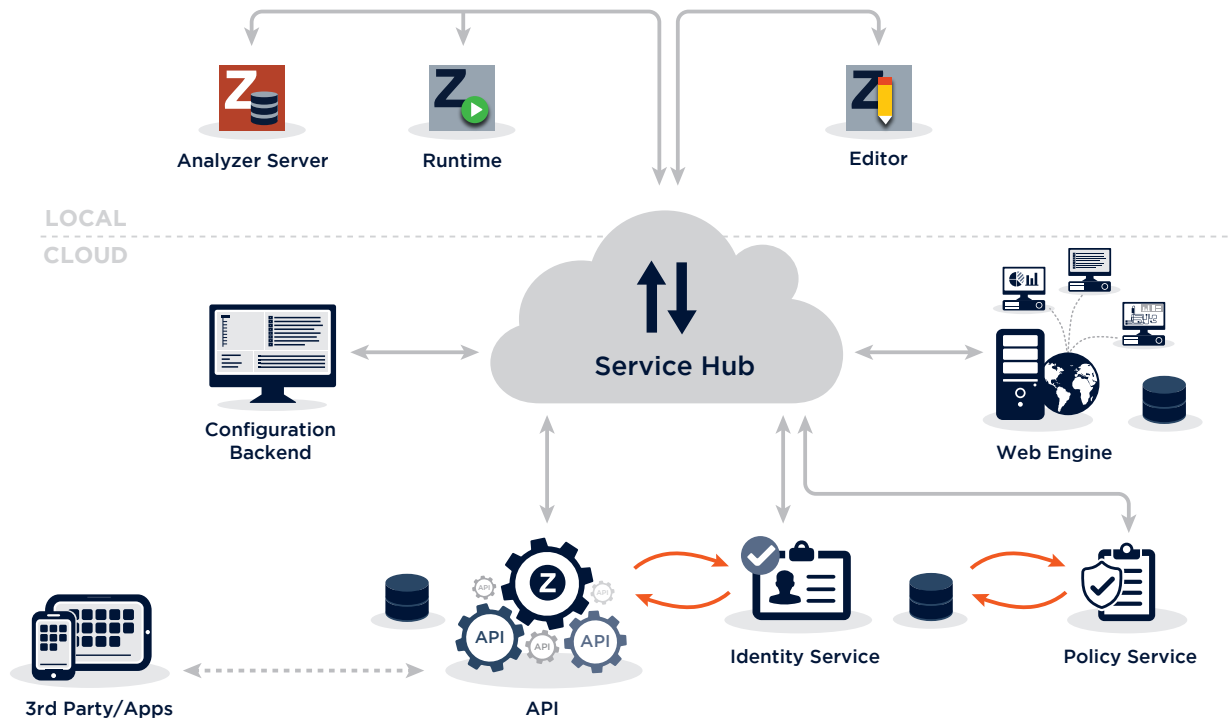 Z
Z
Z
Analyzer Server
Runtime
Editor
LOCAL
CLOUD
Service Hub
Configuration
Backend
Web Engine
Z
API
API
API
API
API
Identity Service
Policy Service
3rd Party/Apps
API